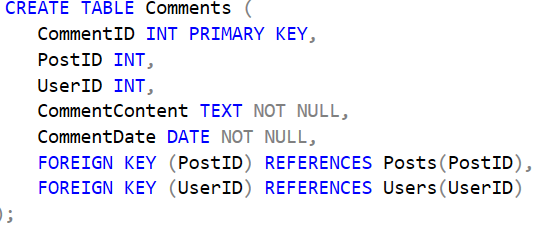 CREATE TABLE Comments (
CommentID INT PRIMARY KEY,
PostID INT,
UserID INT,
CommentContent TEXT NOT NULL,
CommentDate DATE NOT NULL,
FOREIGN KEY (PostID) REFERENCES Posts(PostID),
FOREIGN KEY (UserID) REFERENCES Users(UserID)
);